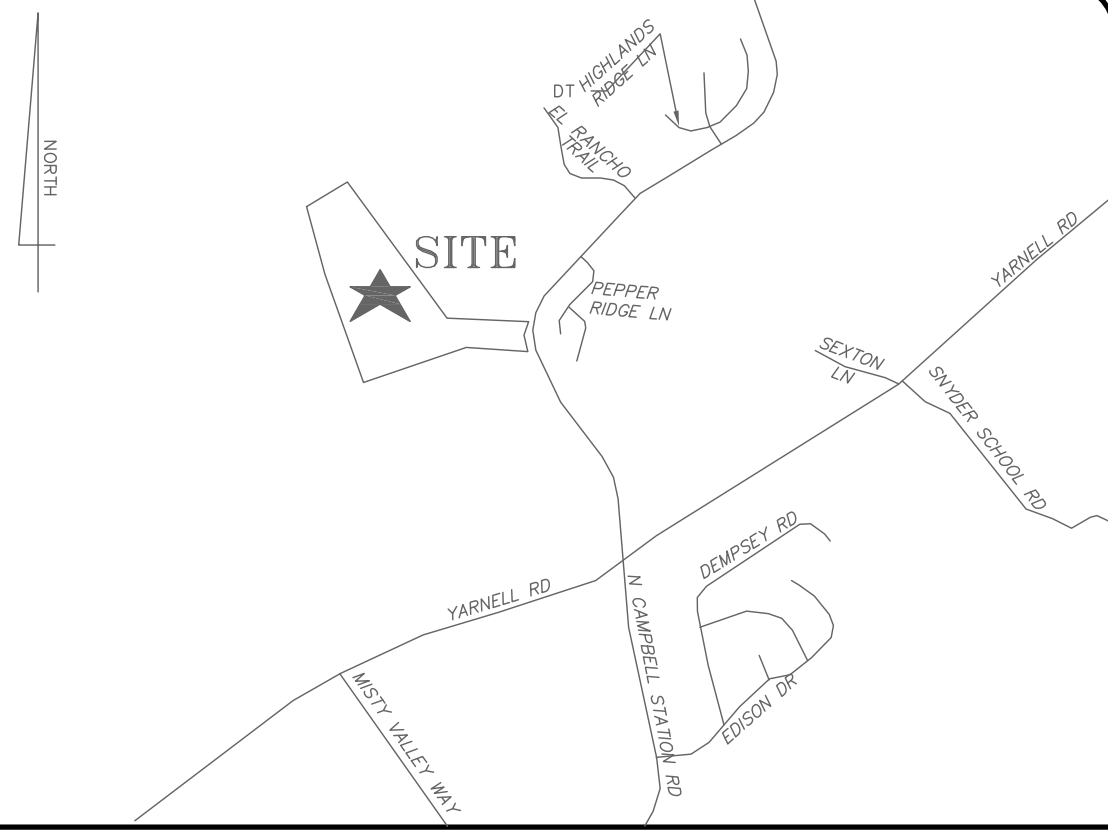 HIGHLANDS
DT RIDGE LN
EL RANCHO
TRAIL
NORTH
SITE
YARNELL RD
PEPPER
RIDGE LN
SEXTON
LN
SNYDER SCHOOL RD
DEMPSEY RD
YARNELL RD
N CAMPBELL STATION RD
MISTY VALLEY WAY
EDISON DR